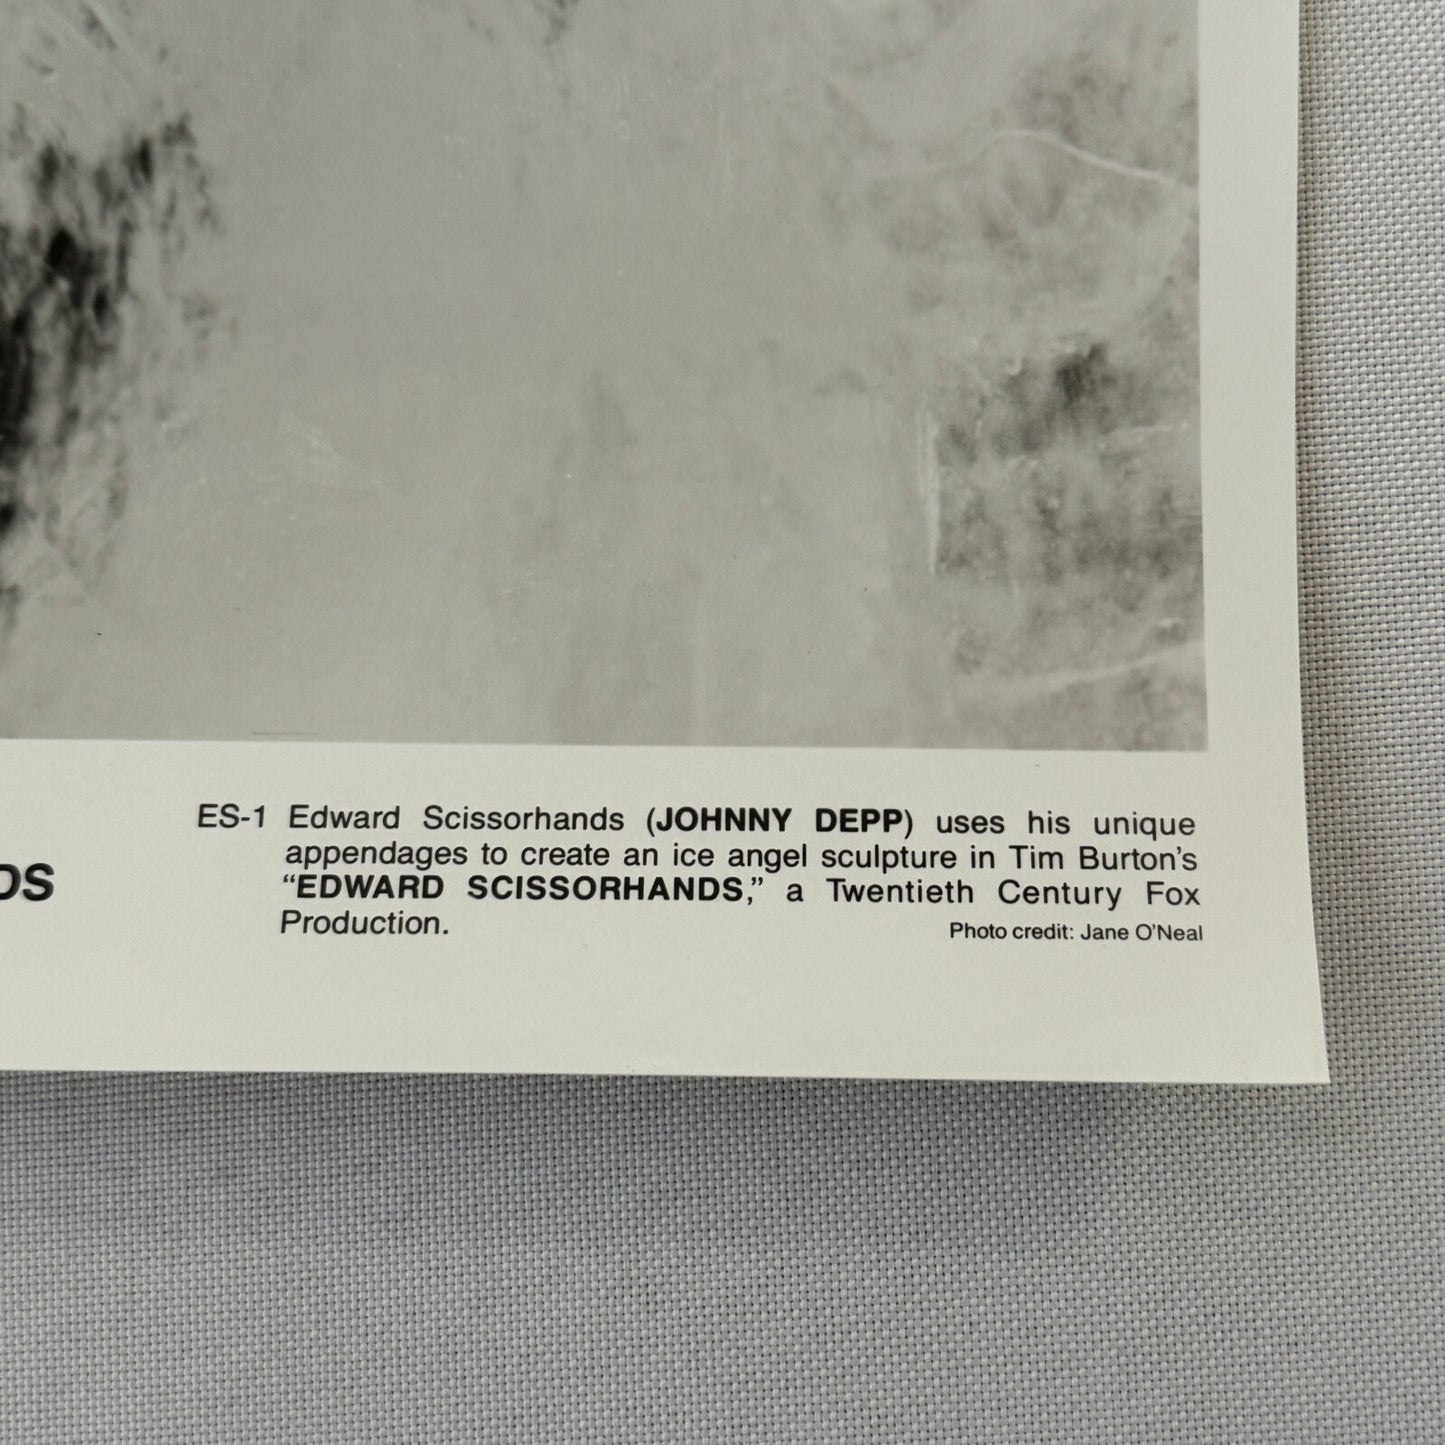 ES-1 Edward Scissorhands (JOHNNY DEPP) uses his unique
appendages to create an ice angel sculpture in Tim Burton's
“EDWARD SCISSORHANDS,” a Twentieth Century Fox
Production.
Photo credit: Jane O'Neal
DS